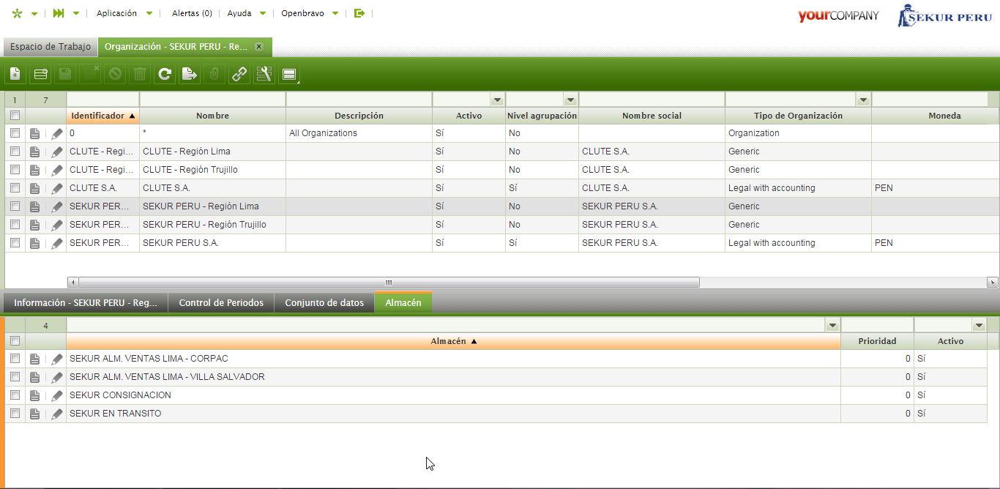 Aplicación Alertas (0) Ayuda Openbravo yourCOMPANY SEKUR PERU
Espacio de Trabajo Organización - SEKUR PERU - Re...
1 7
Identificador Nombre Descripción Activo Nivel agrupación Nombre social Tipo de Organización Moneda
0 * All Organizations Sí No Organization
CLUTE - Regi... CLUTE - Región Lima Sí No CLUTE S.A. Generic
CLUTE - Regi... CLUTE - Región Trujillo Sí No CLUTE S.A. Generic
CLUTE S.A. CLUTE S.A. Sí Sí CLUTE S.A. Legal with accounting PEN
SEKUR PER... SEKUR PERU - Región Lima Sí No SEKUR PERU S.A. Generic
SEKUR PER... SEKUR PERU - Región Trujillo Sí No SEKUR PERU S.A. Generic
SEKUR PER... SEKUR PERU S.A. Sí Sí SEKUR PERU S.A. Legal with accounting PEN
Información - SEKUR PERU - Reg... Control de Periodos Conjunto de datos Almacén
4
Almacén Prioridad Activo
SEKUR ALM. VENTAS LIMA - CORPAC 0 Sí
SEKUR ALM. VENTAS LIMA - VILLA SALVADOR 0 Sí
SEKUR CONSIGNACION 0 Sí
SEKUR EN TRANSITO 0 Sí